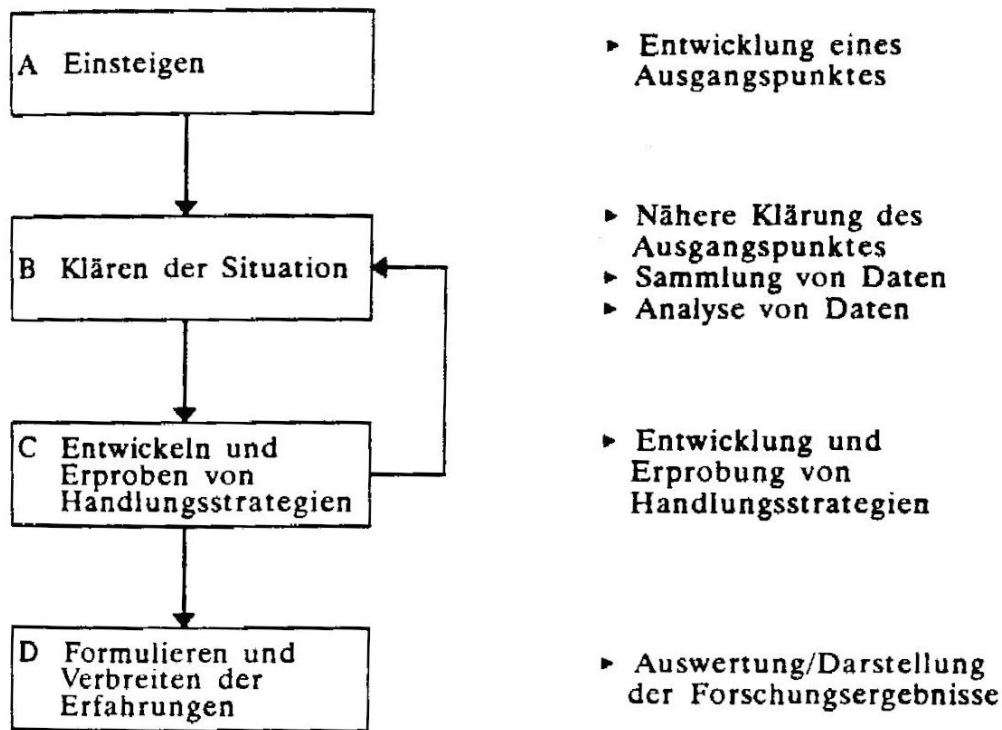 A Einsteigen
▸ Entwicklung eines
Ausgangspunktes
B Klären der Situation
▸ Nähere Klärung des
Ausgangspunktes
▸ Sammlung von Daten
▸ Analyse von Daten
C Entwickeln und
Erproben von
Handlungsstrategien
▸ Entwicklung und
Erprobung von
Handlungsstrategien
D Formulieren und
Verbreiten der
Erfahrungen
▸ Auswertung/Darstellung
der Forschungsergebnisse